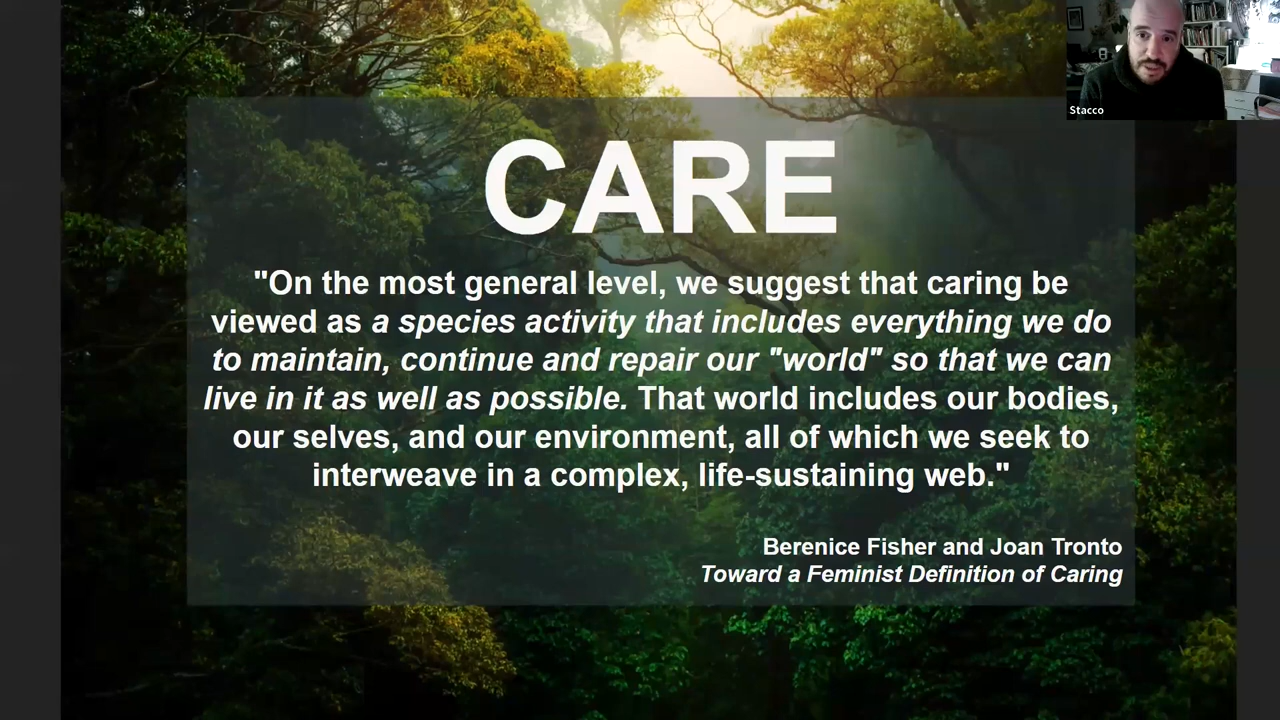 Stacco
CARE
"On the most general level, we suggest that caring be
viewed as a species activity that includes everything we do
to maintain, continue and repair our "world" so that we can
live in it as well as possible. That world includes our bodies,
our selves, and our environment, all of which we seek to
interweave in a complex, life-sustaining web."
Berenice Fisher and Joan Tronto
Toward a Feminist Definition of Caring